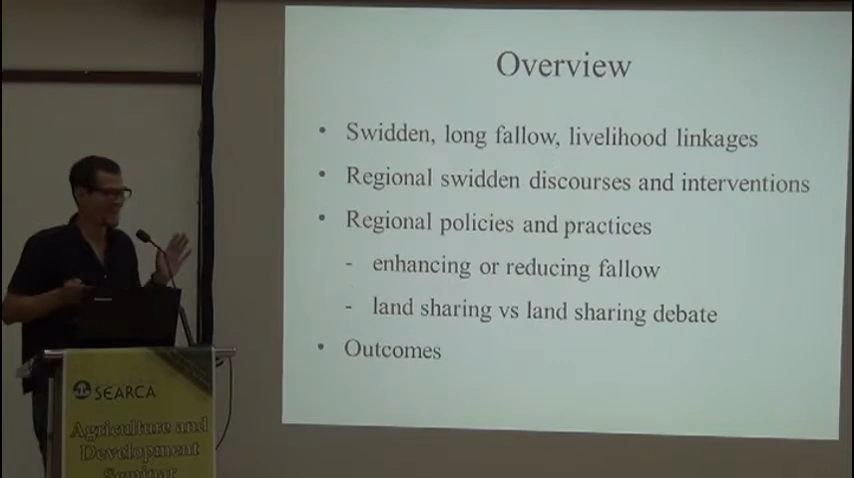 Overview
• Swidden, long fallow, livelihood linkages
• Regional swidden discourses and interventions
• Regional policies and practices
- enhancing or reducing fallow
- land sharing vs land sharing debate
• Outcomes
SEARCA
Agriculture and
Development
Seminar